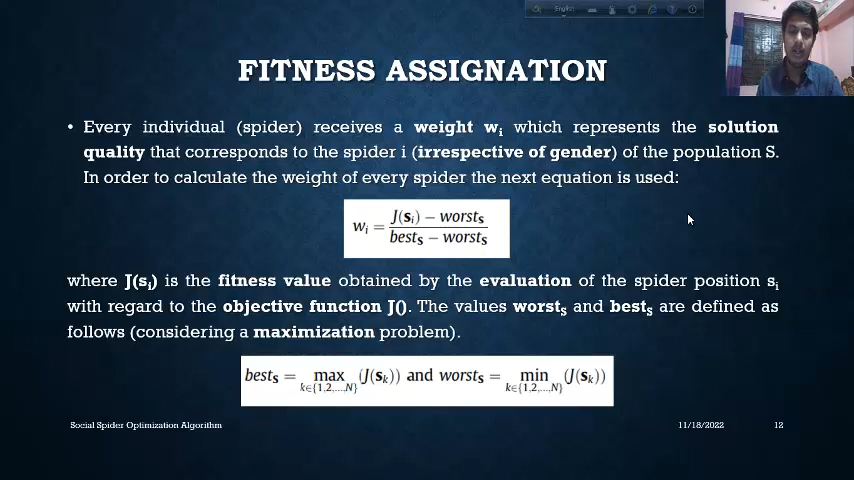 English
FITNESS ASSIGNATION
• Every individual (spider) receives a weight wᵢ which represents the solution
quality that corresponds to the spider i (irrespective of gender) of the population S.
In order to calculate the weight of every spider the next equation is used:
wᵢ = (J(sᵢ) − worstₛ) / (bestₛ − worstₛ)
where J(sᵢ) is the fitness value obtained by the evaluation of the spider position sᵢ
with regard to the objective function J(). The values worstₛ and bestₛ are defined as
follows (considering a maximization problem).
bestₛ = max k∈{1,2,...,N} (J(sₖ)) and worstₛ = min k∈{1,2,...,N} (J(sₖ))
Social Spider Optimization Algorithm 11/18/2022 12